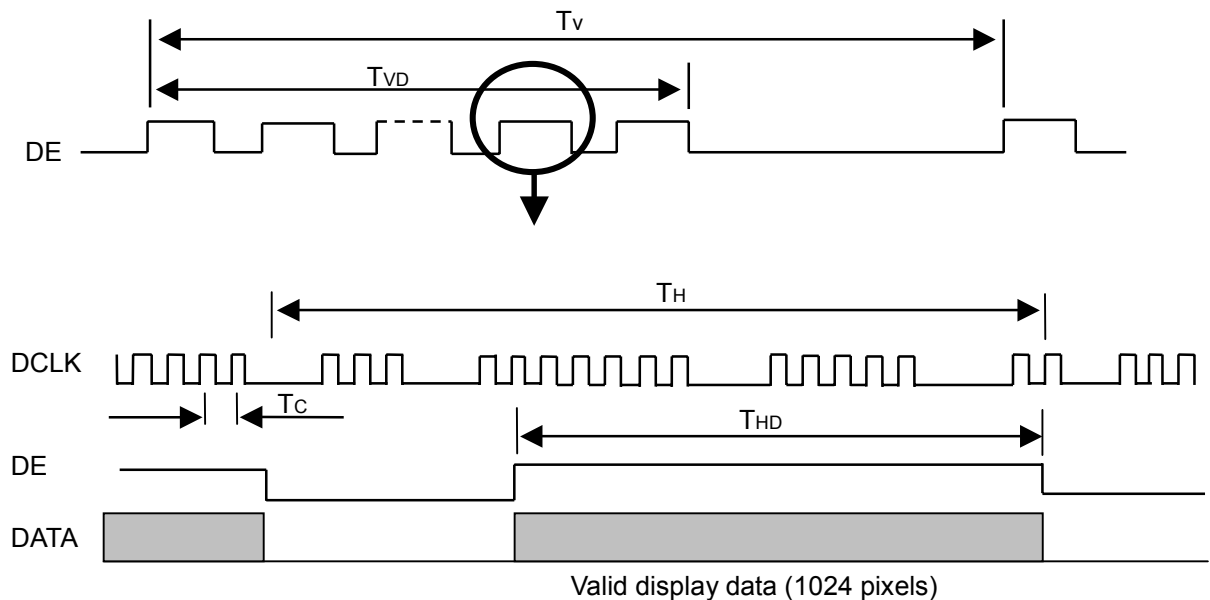 Tv
TVD
DE
TH
DCLK
TC
THD
DE
DATA
Valid display data (1024 pixels)